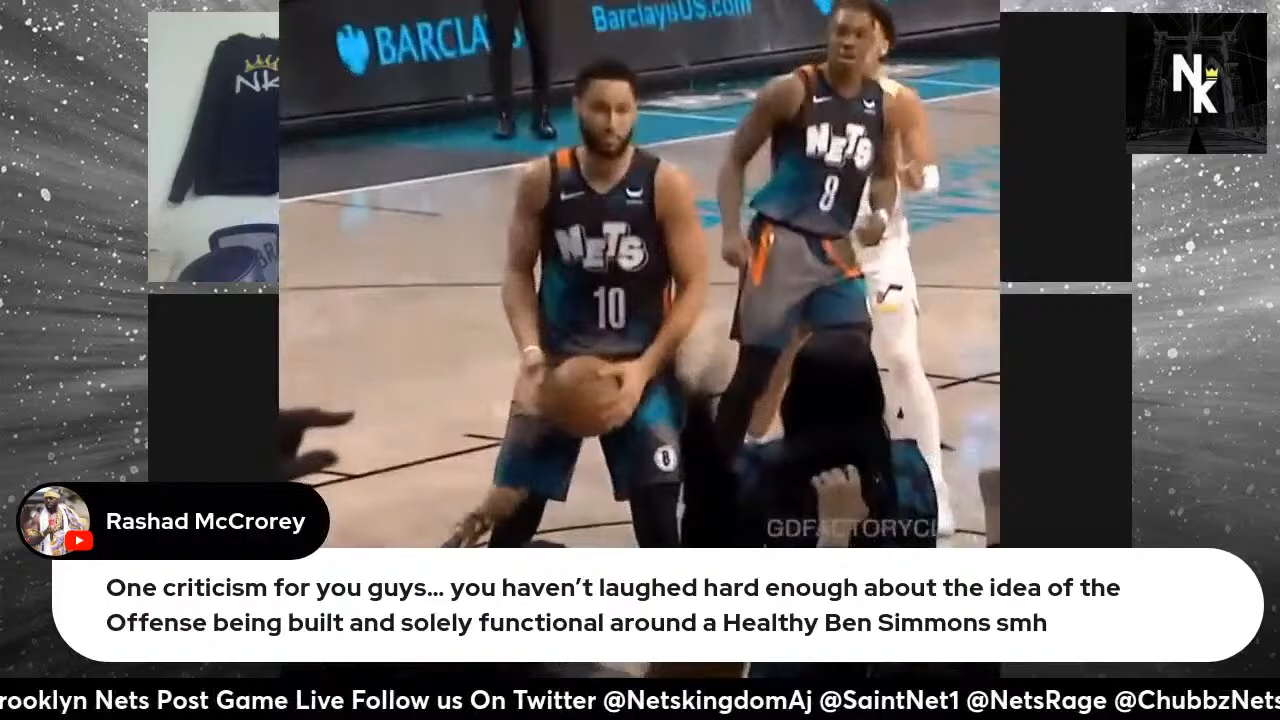 BARCLA
BarclaysUS.com
NK
NK
NETS
8
NETS
10
8
GDFACTORYCL
Rashad McCrorey
One criticism for you guys... you haven’t laughed hard enough about the idea of the
Offense being built and solely functional around a Healthy Ben Simmons smh
rooklyn Nets Post Game Live Follow us On Twitter @NetskingdomAj @SaintNet1 @NetsRage @ChubbzNets